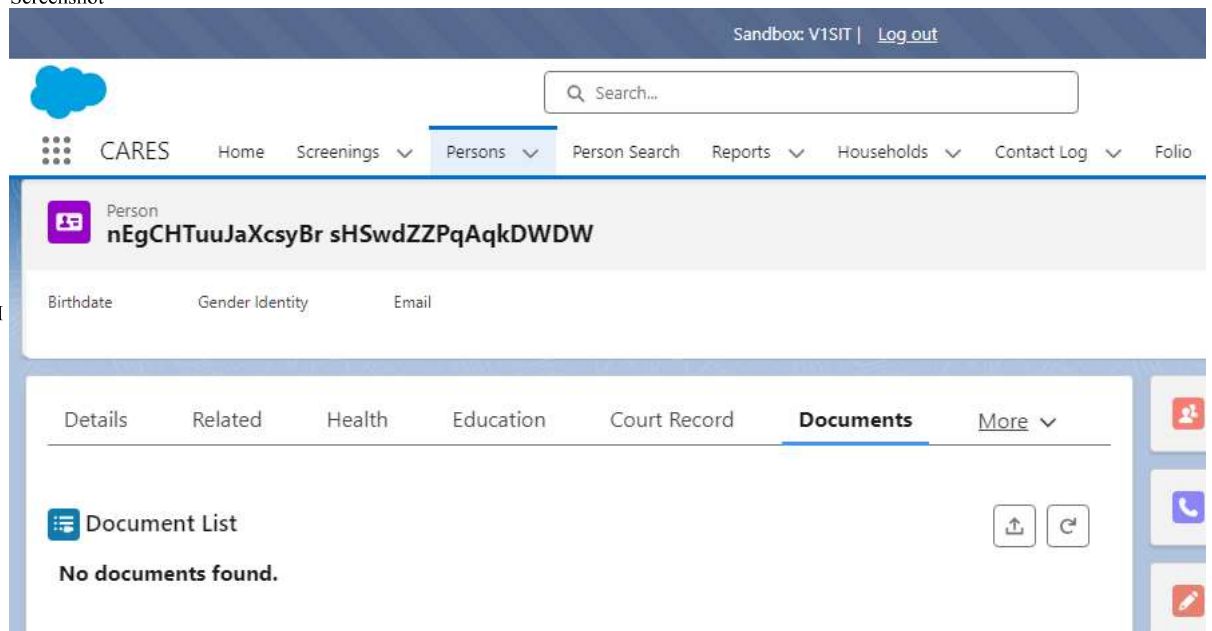 Screenshot
Sandbox: V1SIT | Log out
Search...
CARES Home Screenings Persons Person Search Reports Households Contact Log Folio
Person
nEgCHTuuJaXcsyBr sHSwdZZPqAqkDWDW
Birthdate Gender Identity Email
Details Related Health Education Court Record Documents More
Document List
No documents found.